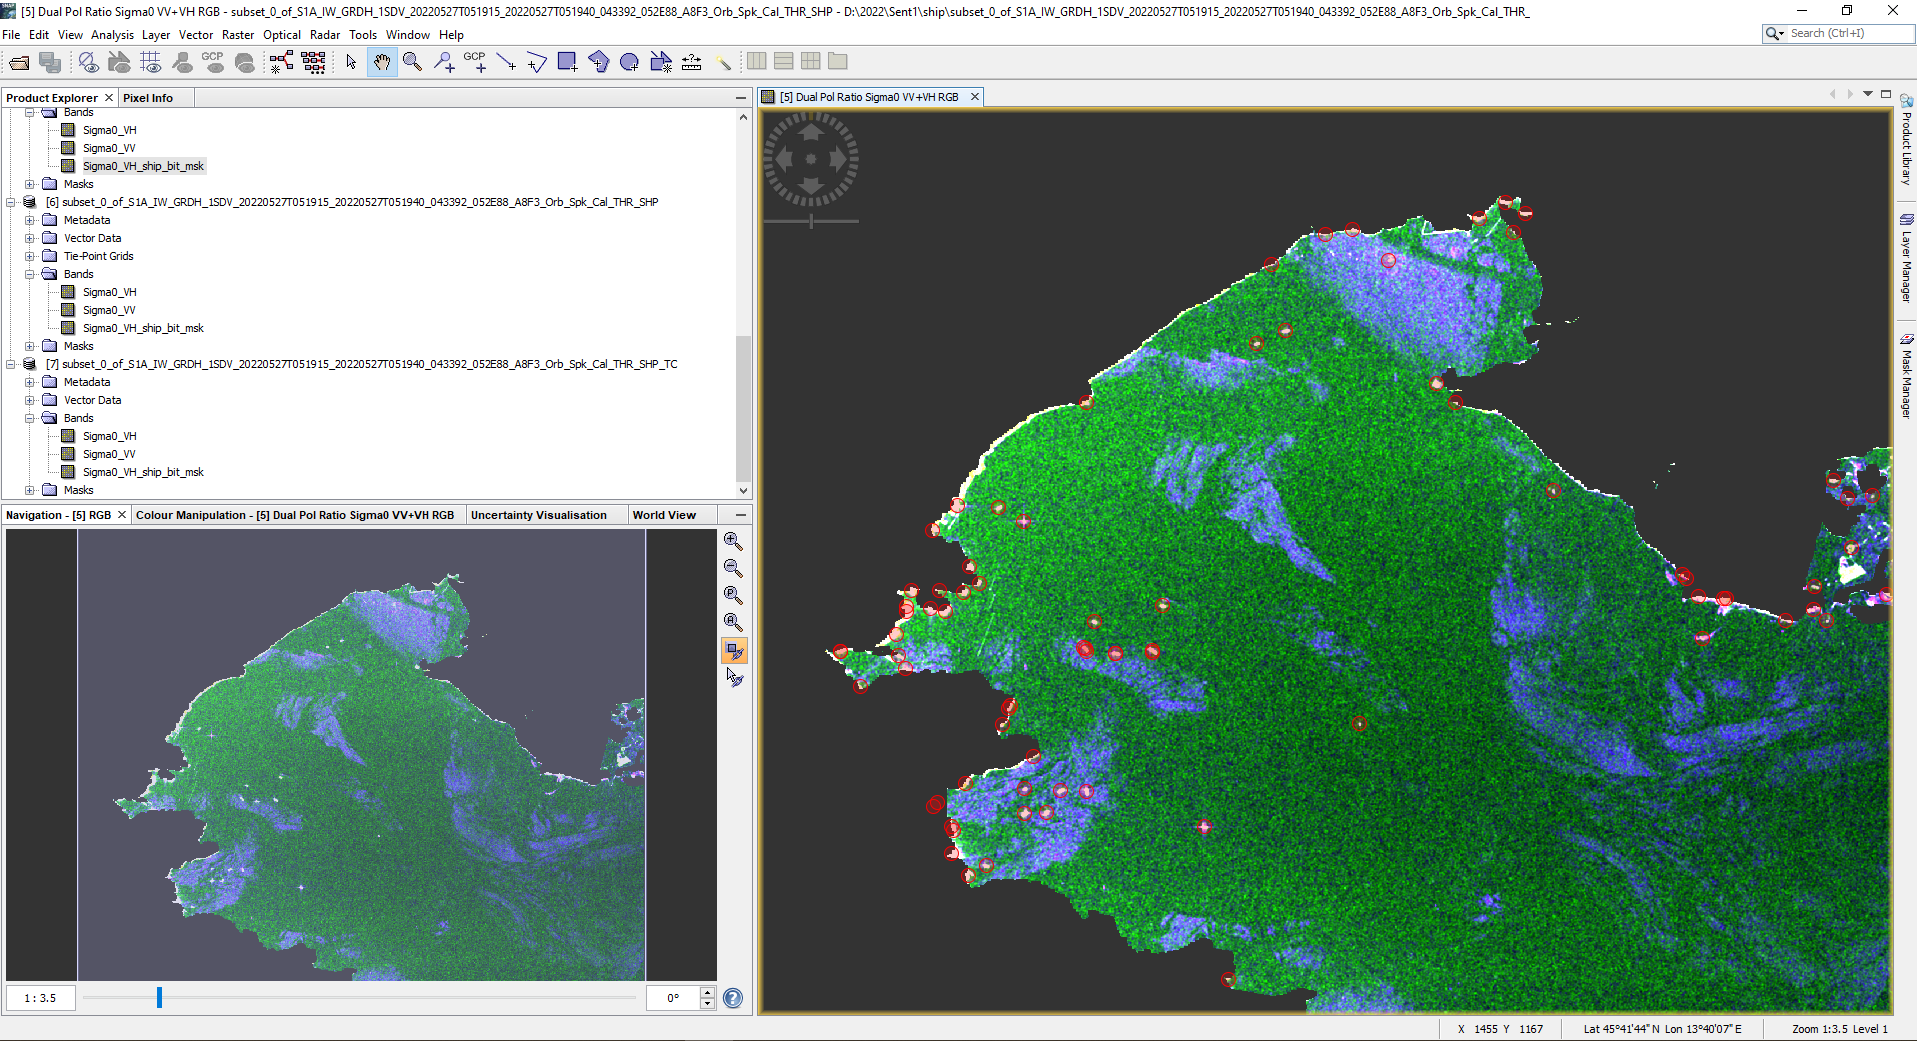 [5] Dual Pol Ratio Sigma0 VV+VH RGB - subset_0_of_S1A_IW_GRDH_1SDV_20220527T051915_20220527T051940_043392_052E88_A8F3_Orb_Spk_Cal_THR_SHP - D:\2022\Sent1\ship\subset_0_of_S1A_IW_GRDH_1SDV_20220527T051915_20220527T051940_043392_052E88_A8F3_Orb_Spk_Cal_THR_
File Edit View Analysis Layer Vector Raster Optical Radar Tools Window Help
Search (Ctrl+I)
GCP GCP
Product Explorer Pixel Info
[5] Dual Pol Ratio Sigma0 VV+VH RGB
Bands
Sigma0_VH
Sigma0_VV
Sigma0_VH_ship_bit_msk
Masks
[6] subset_0_of_S1A_IW_GRDH_1SDV_20220527T051915_20220527T051940_043392_052E88_A8F3_Orb_Spk_Cal_THR_SHP
Metadata
Vector Data
Tie-Point Grids
Bands
Sigma0_VH
Sigma0_VV
Sigma0_VH_ship_bit_msk
Masks
[7] subset_0_of_S1A_IW_GRDH_1SDV_20220527T051915_20220527T051940_043392_052E88_A8F3_Orb_Spk_Cal_THR_SHP_TC
Metadata
Vector Data
Bands
Sigma0_VH
Sigma0_VV
Sigma0_VH_ship_bit_msk
Masks
Navigation - [5] RGB Colour Manipulation - [5] Dual Pol Ratio Sigma0 VV+VH RGB Uncertainty Visualisation World View
1 : 3.5
0°
Product Library
Layer Manager
Mask Manager
X 1455 Y 1167 Lat 45°41'44" N Lon 13°40'07" E Zoom 1:3.5 Level 1